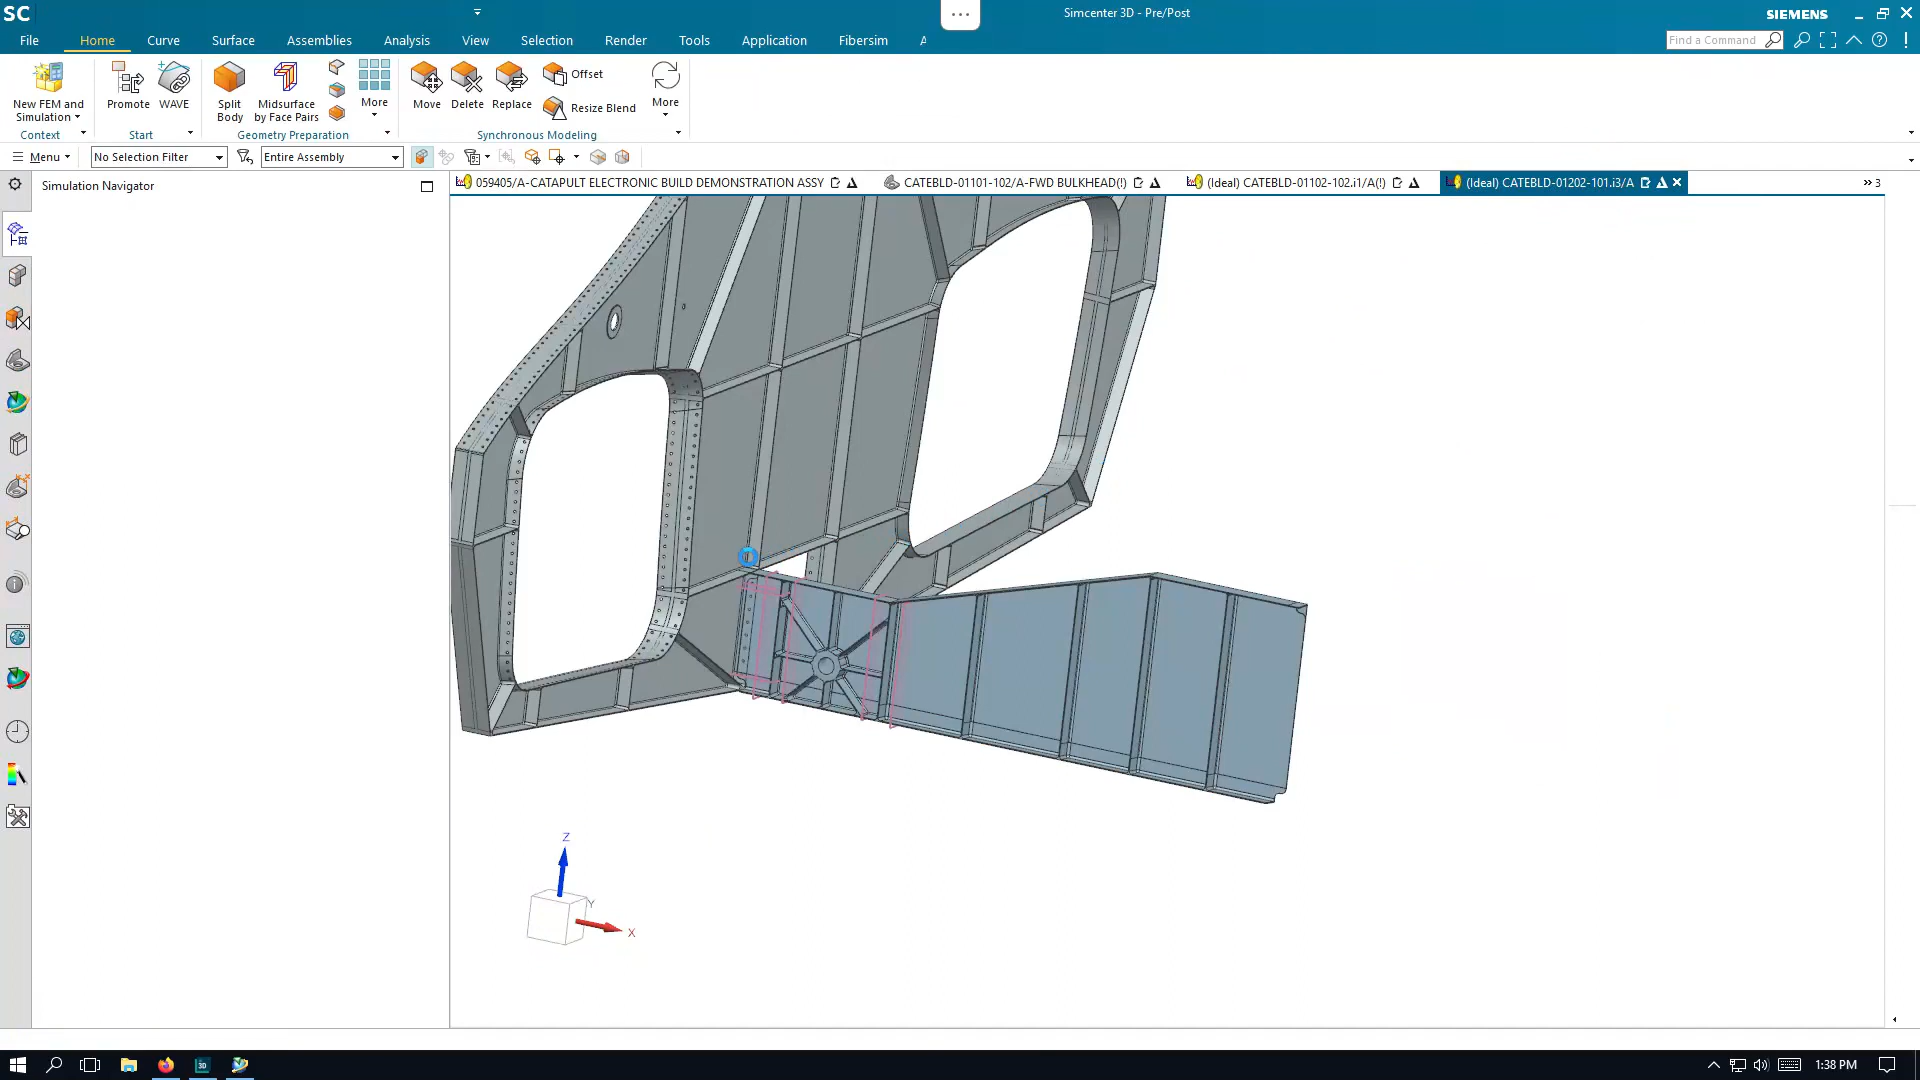 SC
Simcenter 3D - Pre/Post
SIEMENS
File Home Curve Surface Assemblies Analysis View Selection Render Tools Application Fibersim
Find a Command
New FEM and Simulation
Promote
WAVE
Split Body
Midsurface by Face Pairs
More
Move
Delete
Replace
Offset
Resize Blend
More
Context
Start
Geometry Preparation
Synchronous Modeling
Menu
No Selection Filter
Entire Assembly
Simulation Navigator
059405/A-CATAPULT ELECTRONIC BUILD DEMONSTRATION ASSY
CATEBLD-01101-102/A-FWD BULKHEAD(!)
(Ideal) CATEBLD-01102-102.i1/A(!)
(Ideal) CATEBLD-01202-101.i3/A
3
Z
Y
X
3D
1:38 PM